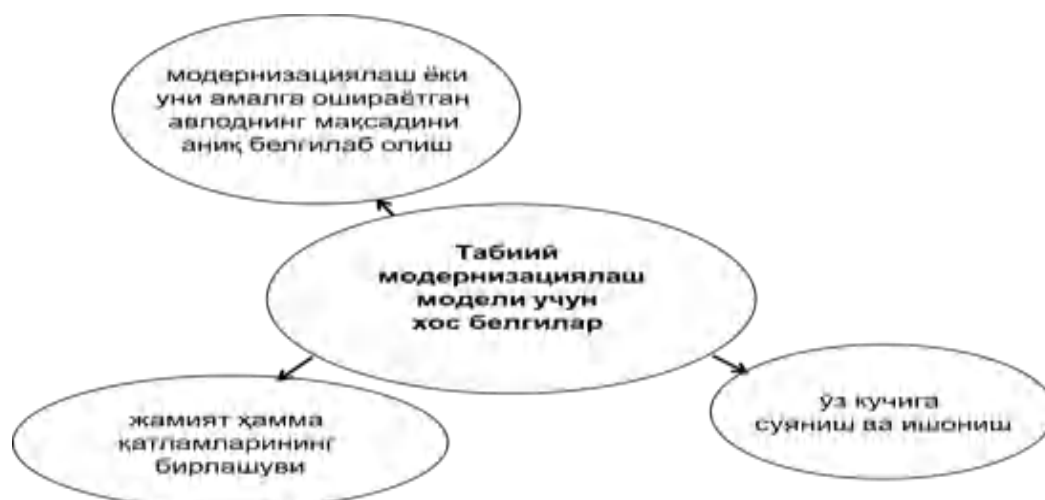 модернизациялаш ёки
уни амалга ошираётган
авлоднинг мақсадини
аниқ белгилаб олиш
Табиий
модернизациялаш
модели учун
хос белгилар
жамият ҳамма
қатламларининг
бирлашуви
ўз кучига
суяниш ва ишониш